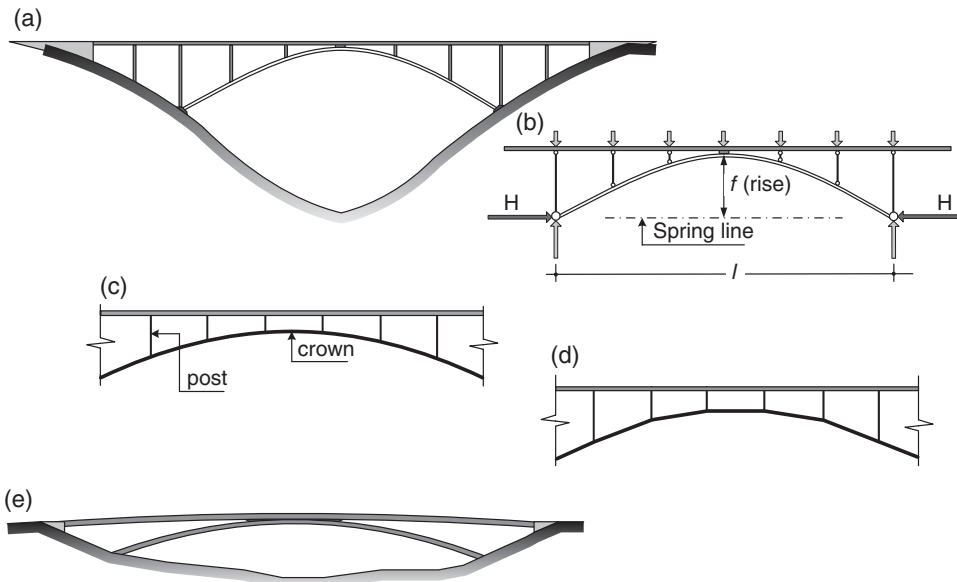 (a)
(b)
f (rise)
H
H
Spring line
l
(c)
crown
post
(d)
(e)